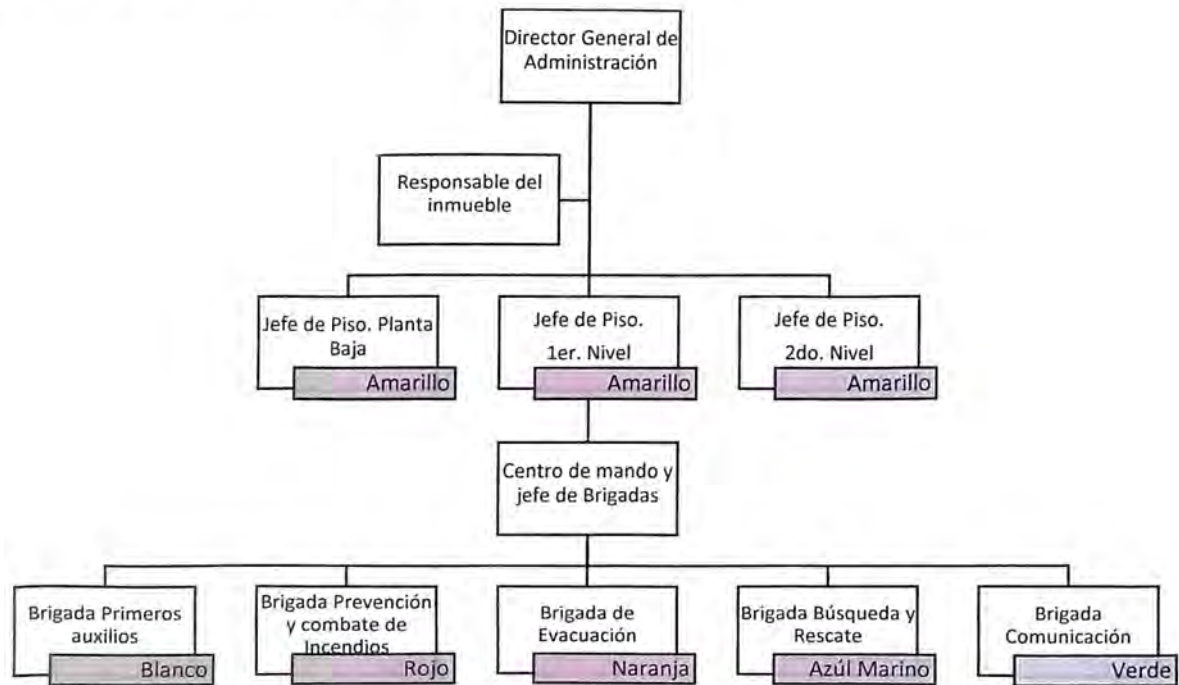 Director General de
Administración
Responsable del
inmueble
Jefe de Piso. Planta
Baja
Amarillo
Jefe de Piso.
1er. Nivel
Amarillo
Jefe de Piso.
2do. Nivel
Amarillo
Centro de mando y
jefe de Brigadas
Brigada Primeros
auxilios
Blanco
Brigada Prevención
y combate de
Incendios
Rojo
Brigada de
Evacuación
Naranja
Brigada Búsqueda y
Rescate
Azúl Marino
Brigada
Comunicación
Verde